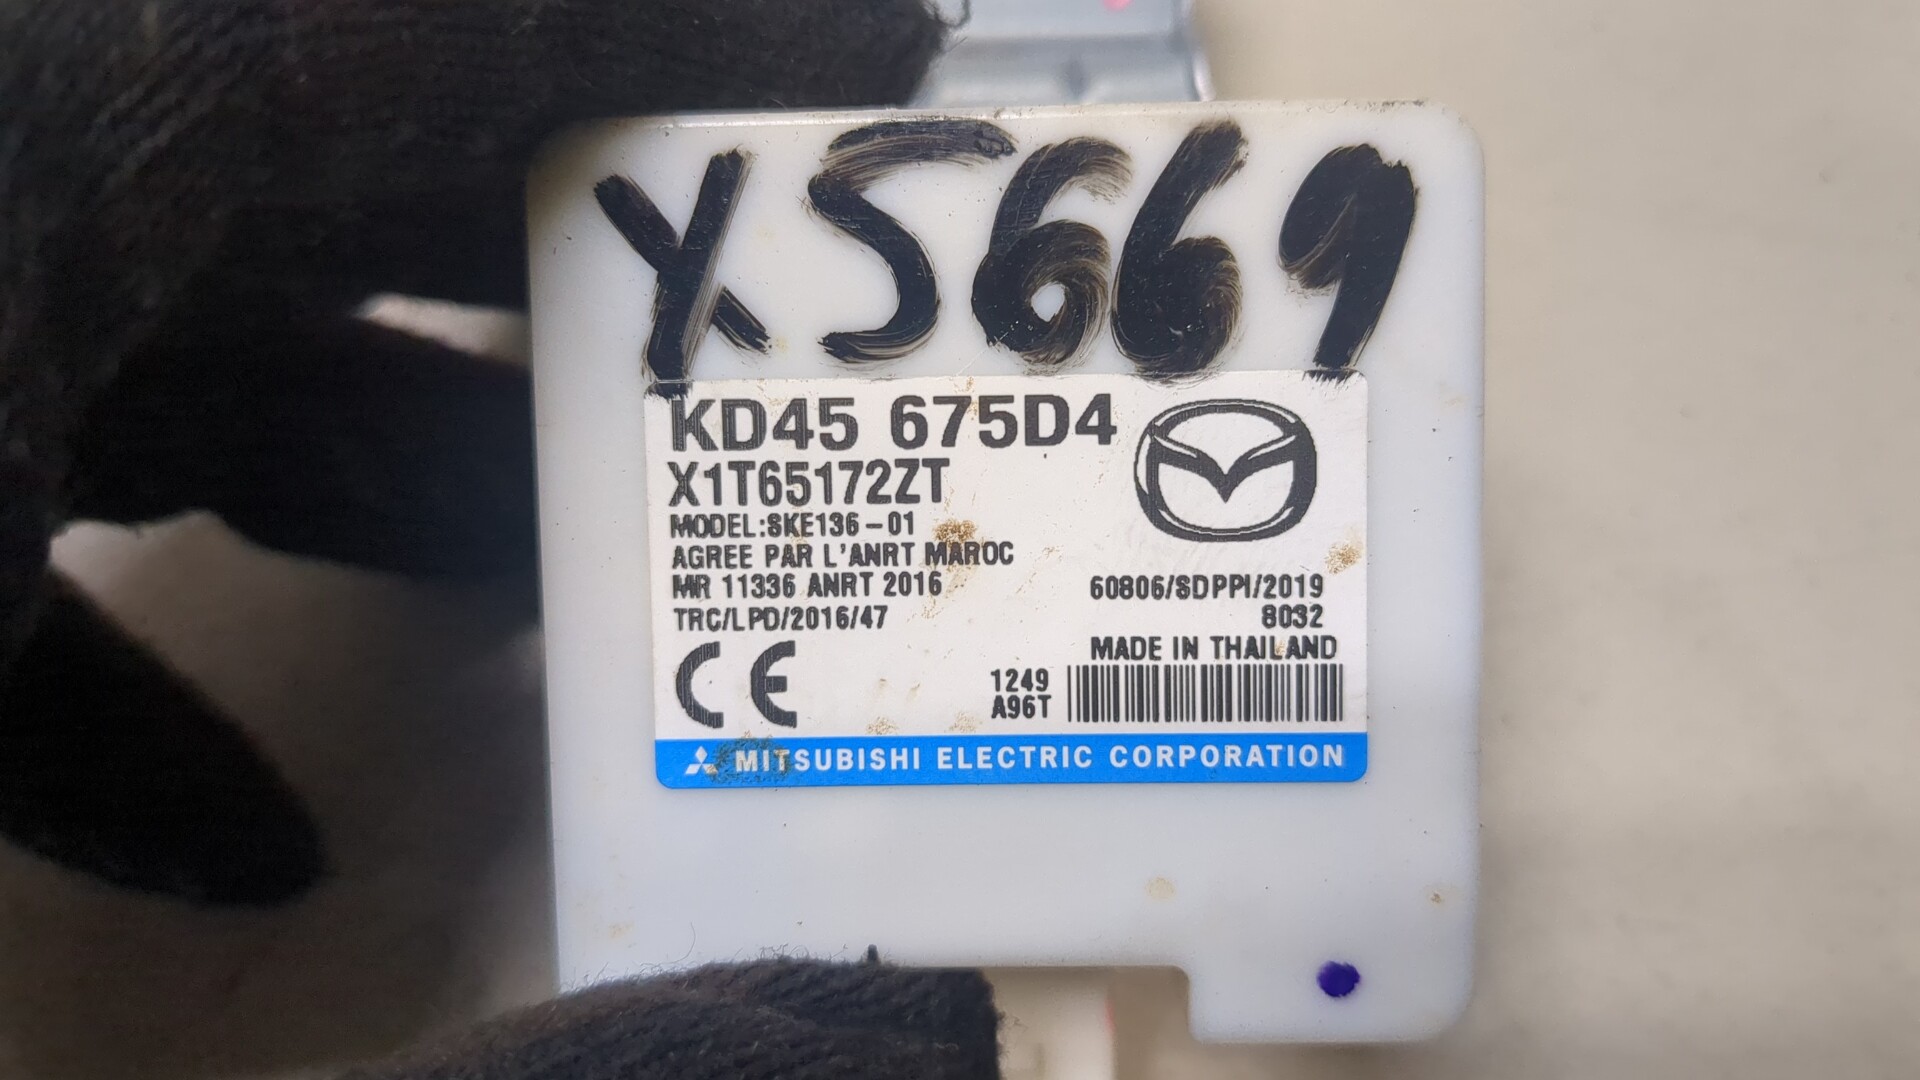 X5669
KD45 675D4
X1T65172ZT
MODEL:SKE136-01
AGREE PAR L'ANRT MAROC
MR 11336 ANRT 2016
TRC/LPD/2016/47
60806/SDPPI/2019
8032
MADE IN THAILAND
CE
1249
A96T
MITSUBISHI ELECTRIC CORPORATION